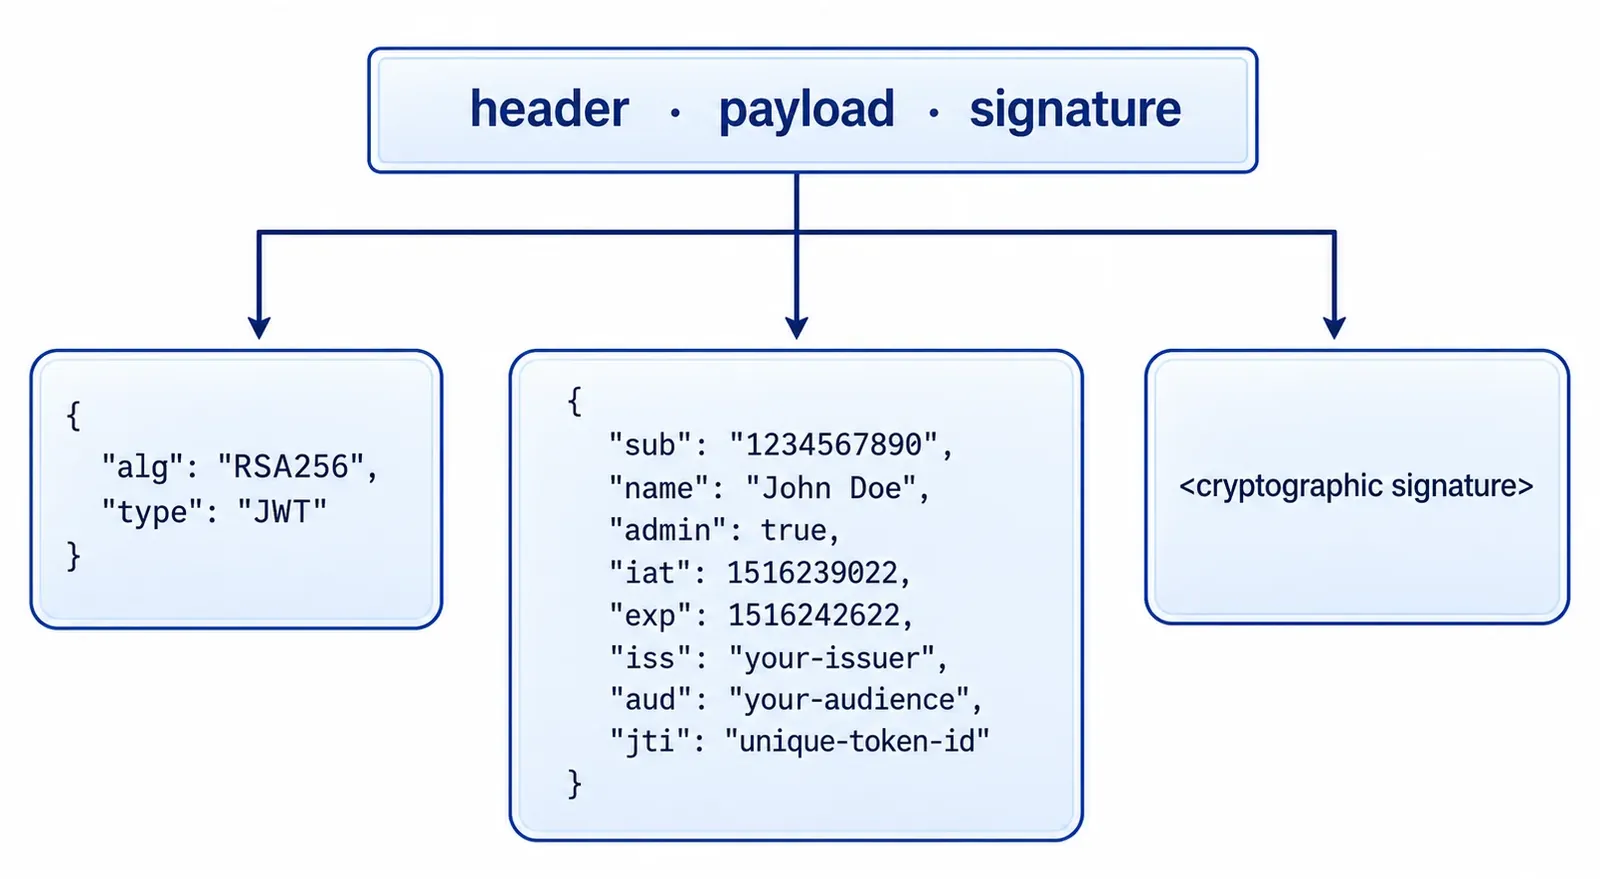 header · payload · signature
{
"alg": "RSA256",
"type": "JWT"
}
{
"sub": "1234567890",
"name": "John Doe",
"admin": true,
"iat": 1516239022,
"exp": 1516242622,
"iss": "your-issuer",
"aud": "your-audience",
"jti": "unique-token-id"
}
<cryptographic signature>